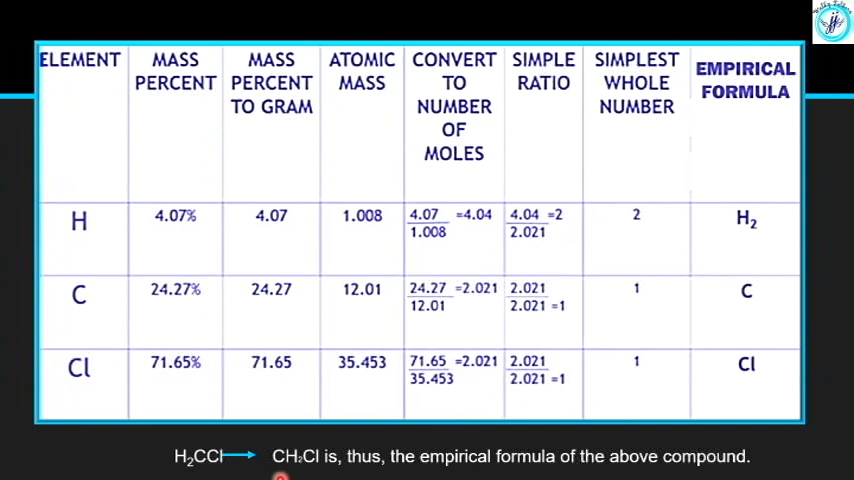 ELEMENT MASS PERCENT MASS PERCENT TO GRAM ATOMIC MASS CONVERT TO NUMBER OF MOLES SIMPLE RATIO SIMPLEST WHOLE NUMBER EMPIRICAL FORMULA
H 4.07% 4.07 1.008 4.07/1.008 =4.04 4.04/2.021 =2 2 H₂
C 24.27% 24.27 12.01 24.27/12.01 =2.021 2.021/2.021 =1 1 C
Cl 71.65% 71.65 35.453 71.65/35.453 =2.021 2.021/2.021 =1 1 Cl
H₂CCl → CH₂Cl is, thus, the empirical formula of the above compound.